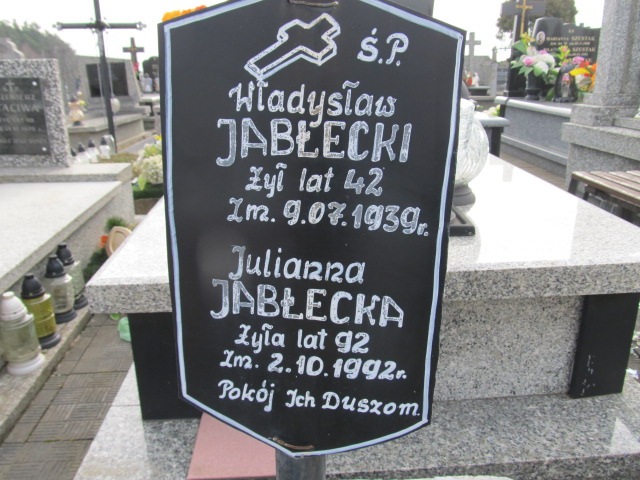 Ś.P.
Władysław
JABŁECKI
Żył lat 42
Zm. 9.07.1939r.
Julianna
JABŁECKA
Żyła lat 92
Zm. 2.10.1992r.
Pokój Ich Duszom.